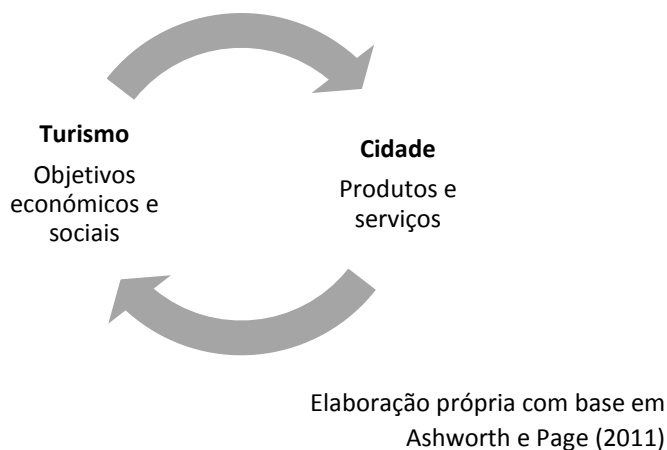 Turismo
Objetivos
económicos e
sociais
Cidade
Produtos e
serviços
Elaboração própria com base em
Ashworth e Page (2011)